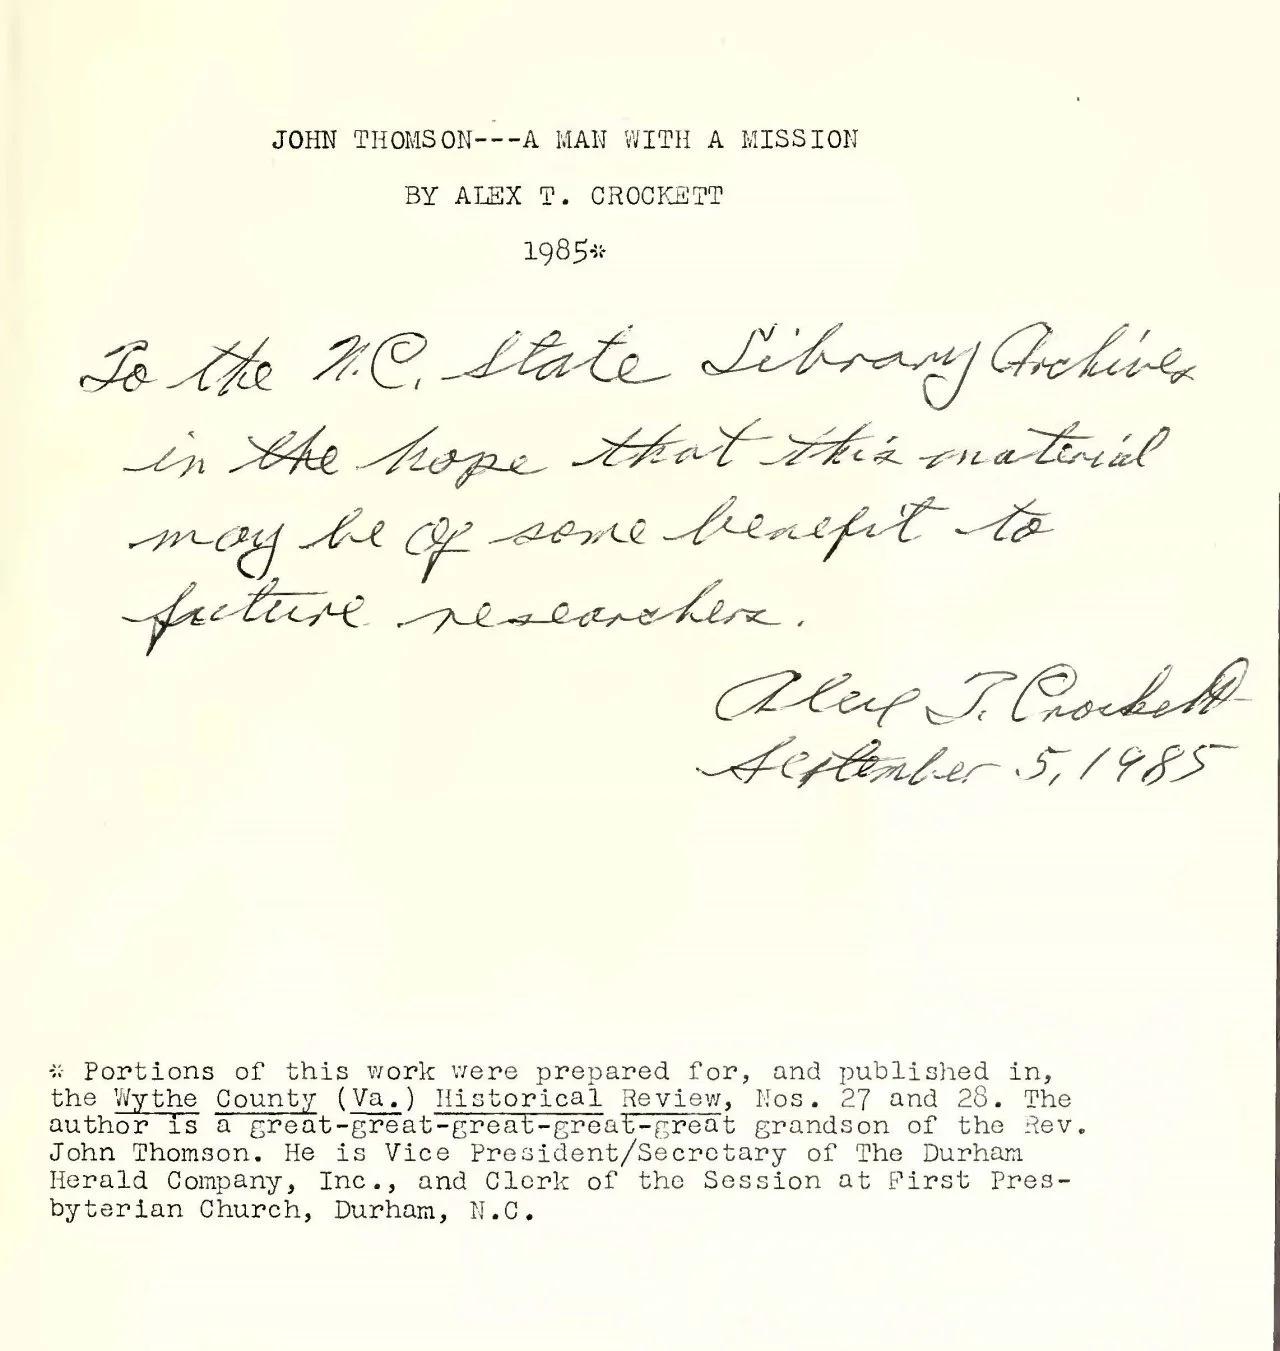 JOHN THOMSON---A MAN WITH A MISSION
BY ALEX T. CROCKETT
1985*
To the N.C. State Library Archives
in the hope that this material
may be of some benefit to
future researchers.
Alex T. Crockett
September 5, 1985
* Portions of this work were prepared for, and published in,
the Wythe County (Va.) Historical Review, Nos. 27 and 28. The
author is a great-great-great-great-great grandson of the Rev.
John Thomson. He is Vice President/Secretary of The Durham
Herald Company, Inc., and Clerk of the Session at First Pres-
byterian Church, Durham, N.C.